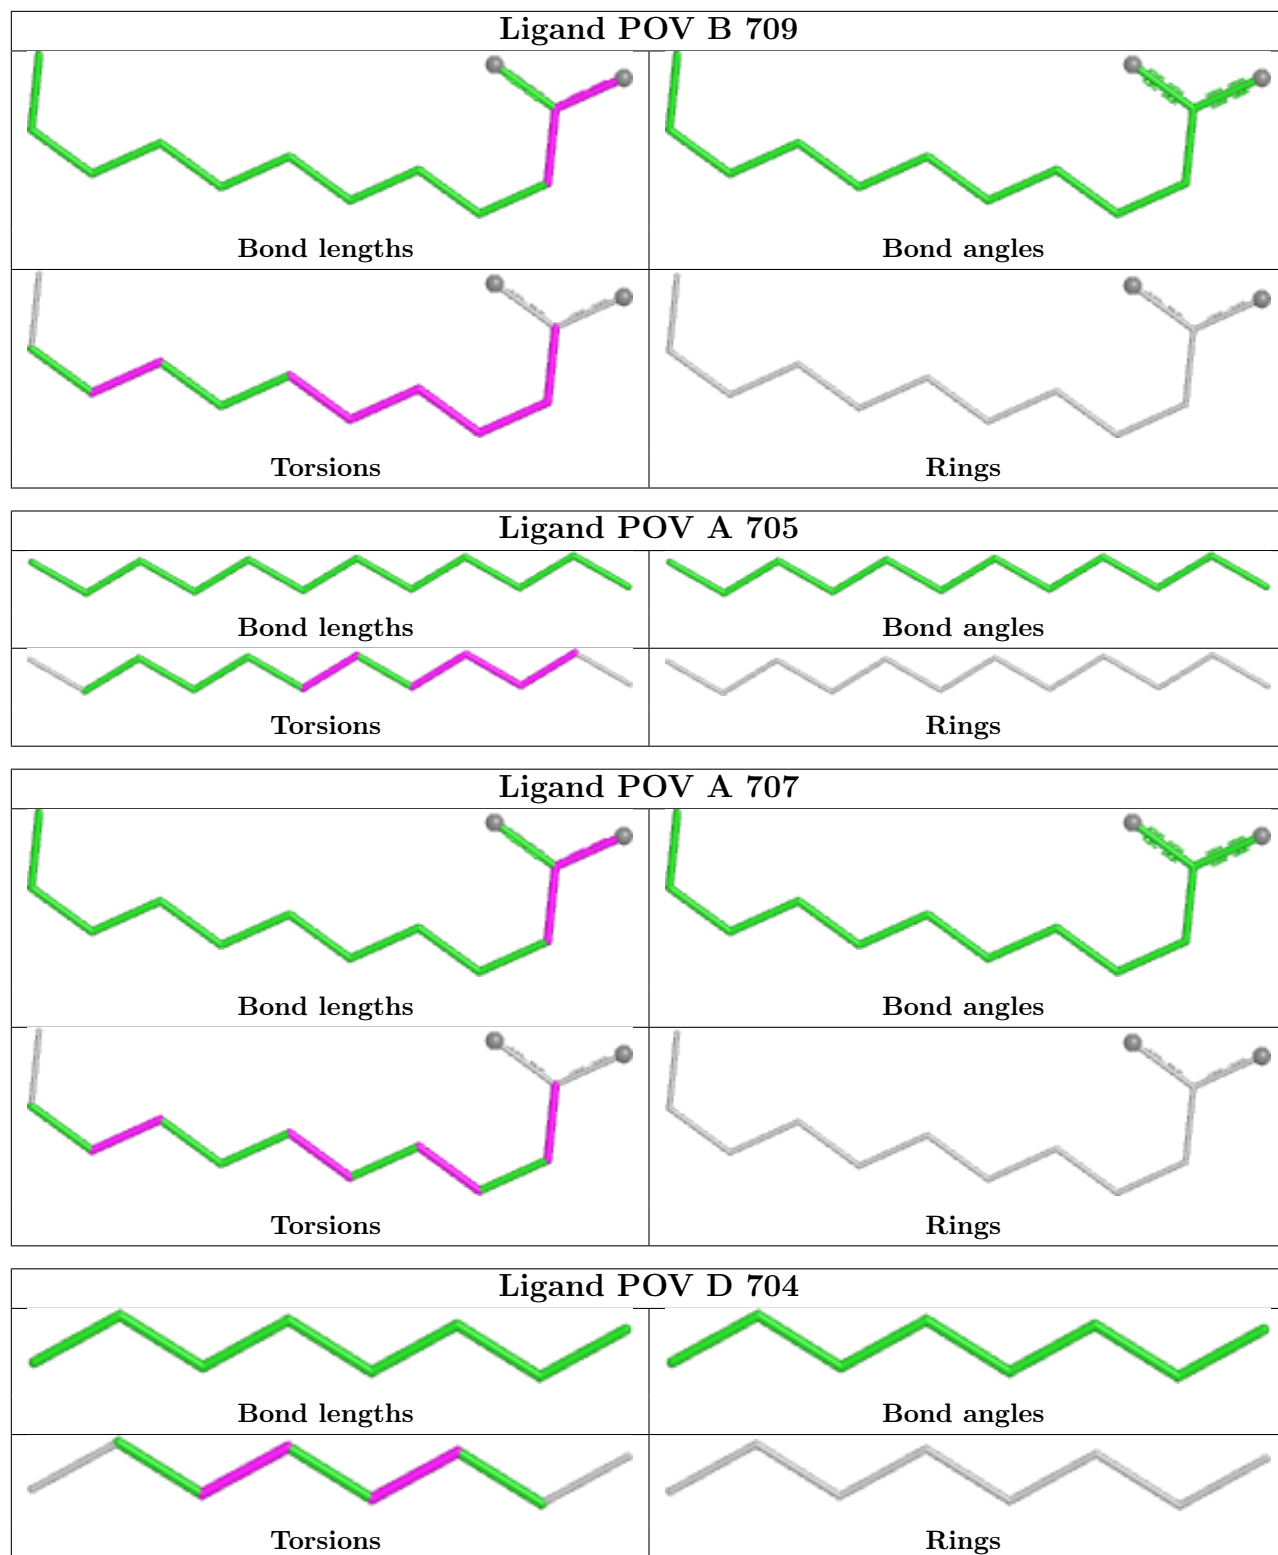 Ligand POV B 709
Bond lengths Bond angles
Torsions Rings
Ligand POV A 705
Bond lengths Bond angles
Torsions Rings
Ligand POV A 707
Bond lengths Bond angles
Torsions Rings
Ligand POV D 704
Bond lengths Bond angles
Torsions Rings